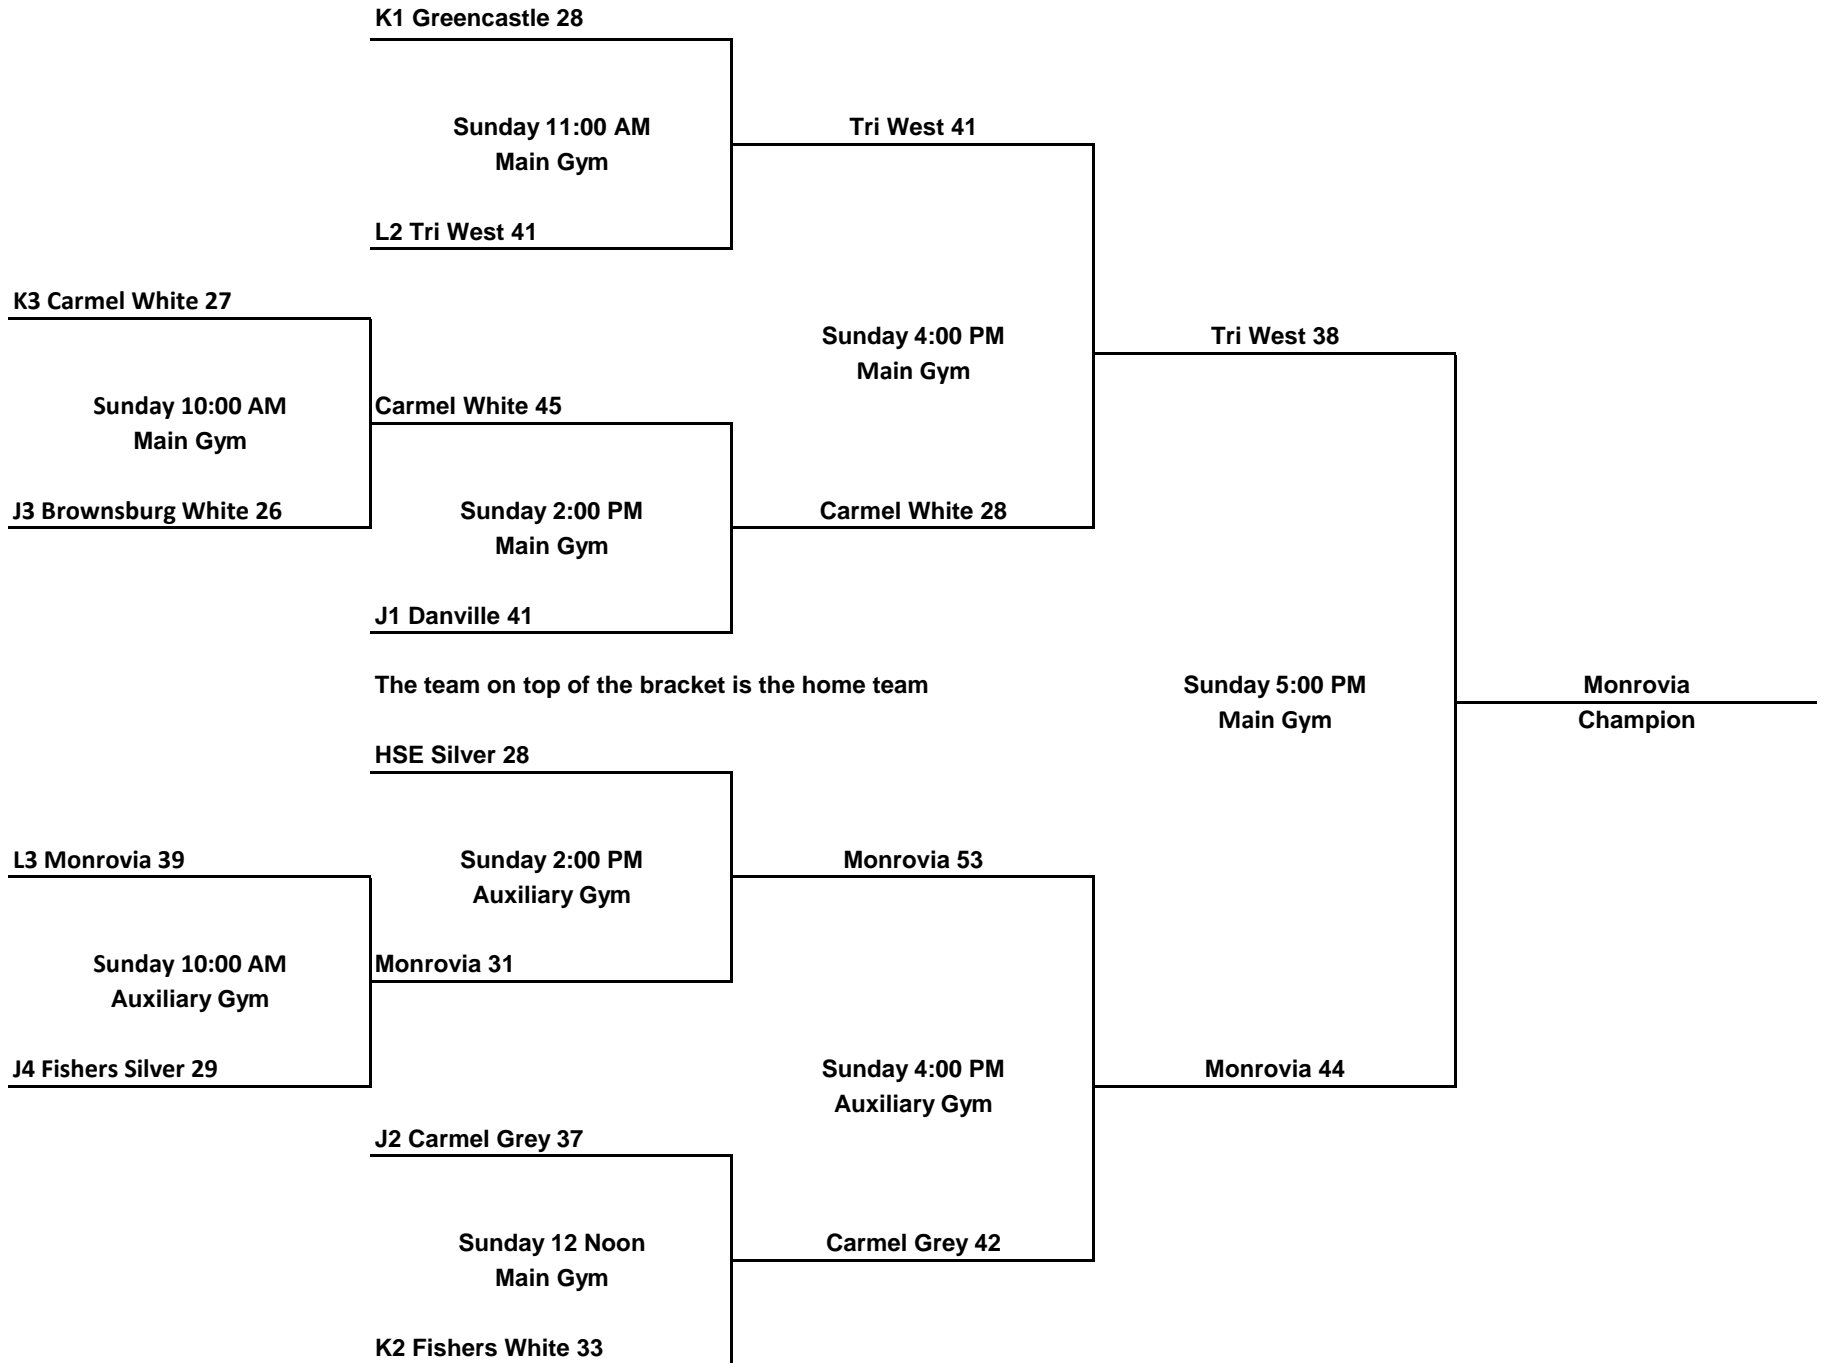 K1 Greencastle 28
Sunday 11:00 AM
Main Gym
Tri West 41
L2 Tri West 41
K3 Carmel White 27
Sunday 4:00 PM
Main Gym
Tri West 38
Sunday 10:00 AM
Main Gym
Carmel White 45
J3 Brownsburg White 26
Sunday 2:00 PM
Main Gym
Carmel White 28
J1 Danville 41
The team on top of the bracket is the home team
Sunday 5:00 PM
Main Gym
Monrovia
Champion
HSE Silver 28
L3 Monrovia 39
Sunday 2:00 PM
Auxiliary Gym
Monrovia 53
Sunday 10:00 AM
Auxiliary Gym
Monrovia 31
J4 Fishers Silver 29
Sunday 4:00 PM
Auxiliary Gym
Monrovia 44
J2 Carmel Grey 37
Sunday 12 Noon
Main Gym
Carmel Grey 42
K2 Fishers White 33